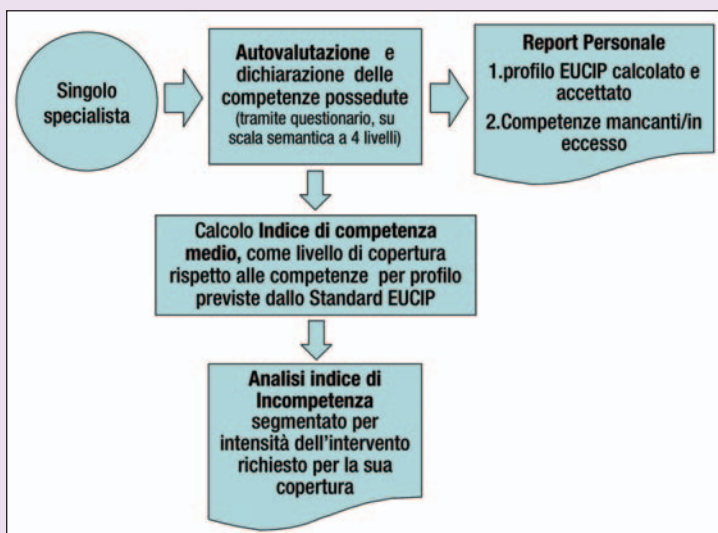 Singolo
specialista
Autovalutazione e
dichiarazione delle
competenze possedute
(tramite questionario, su
scala semantica a 4 livelli)
Report Personale
1.profilo EUCIP calcolato e
accettato
2.Competenze mancanti/in
eccesso
Calcolo Indice di competenza
medio, come livello di copertura
rispetto alle competenze per profilo
previste dallo Standard EUCIP
Analisi indice di
Incompetenza
segmentato per
intensità dell'intervento
richiesto per la sua
copertura